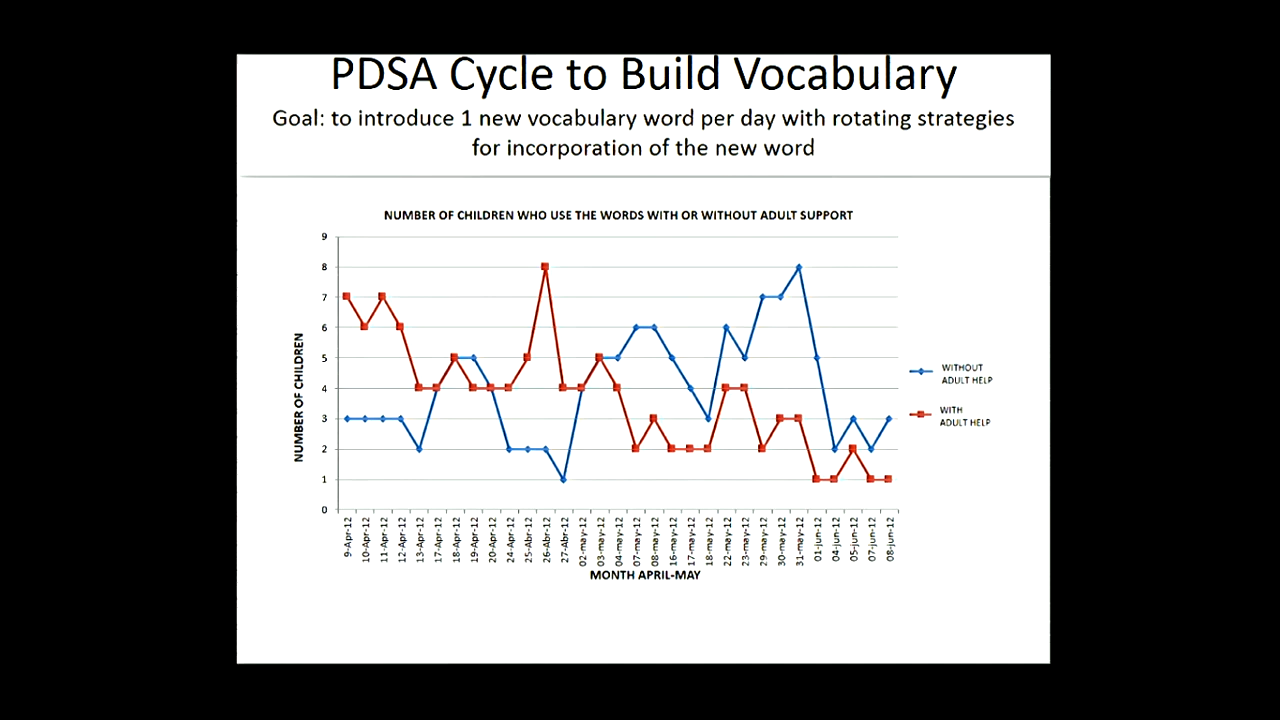 PDSA Cycle to Build Vocabulary
Goal: to introduce 1 new vocabulary word per day with rotating strategies
for incorporation of the new word
NUMBER OF CHILDREN WHO USE THE WORDS WITH OR WITHOUT ADULT SUPPORT
9
8
7
6
5
4
3
2
1
0
NUMBER OF CHILDREN
WITHOUT
ADULT HELP
WITH
ADULT HELP
9-Apr-12
10-Apr-12
11-Apr-12
12-Apr-12
13-Apr-12
17-Apr-12
18-Apr-12
19-Apr-12
20-Apr-12
24-Apr-12
25-Abr-12
26-Abr-12
27-Abr-12
02-may-12
03-may-12
04-may-12
07-may-12
08-may-12
16-may-12
17-may-12
18-may-12
22-may-12
23-may-12
29-may-12
30-may-12
31-may-12
01-jun-12
04-jun-12
05-jun-12
07-jun-12
08-jun-12
MONTH APRIL-MAY